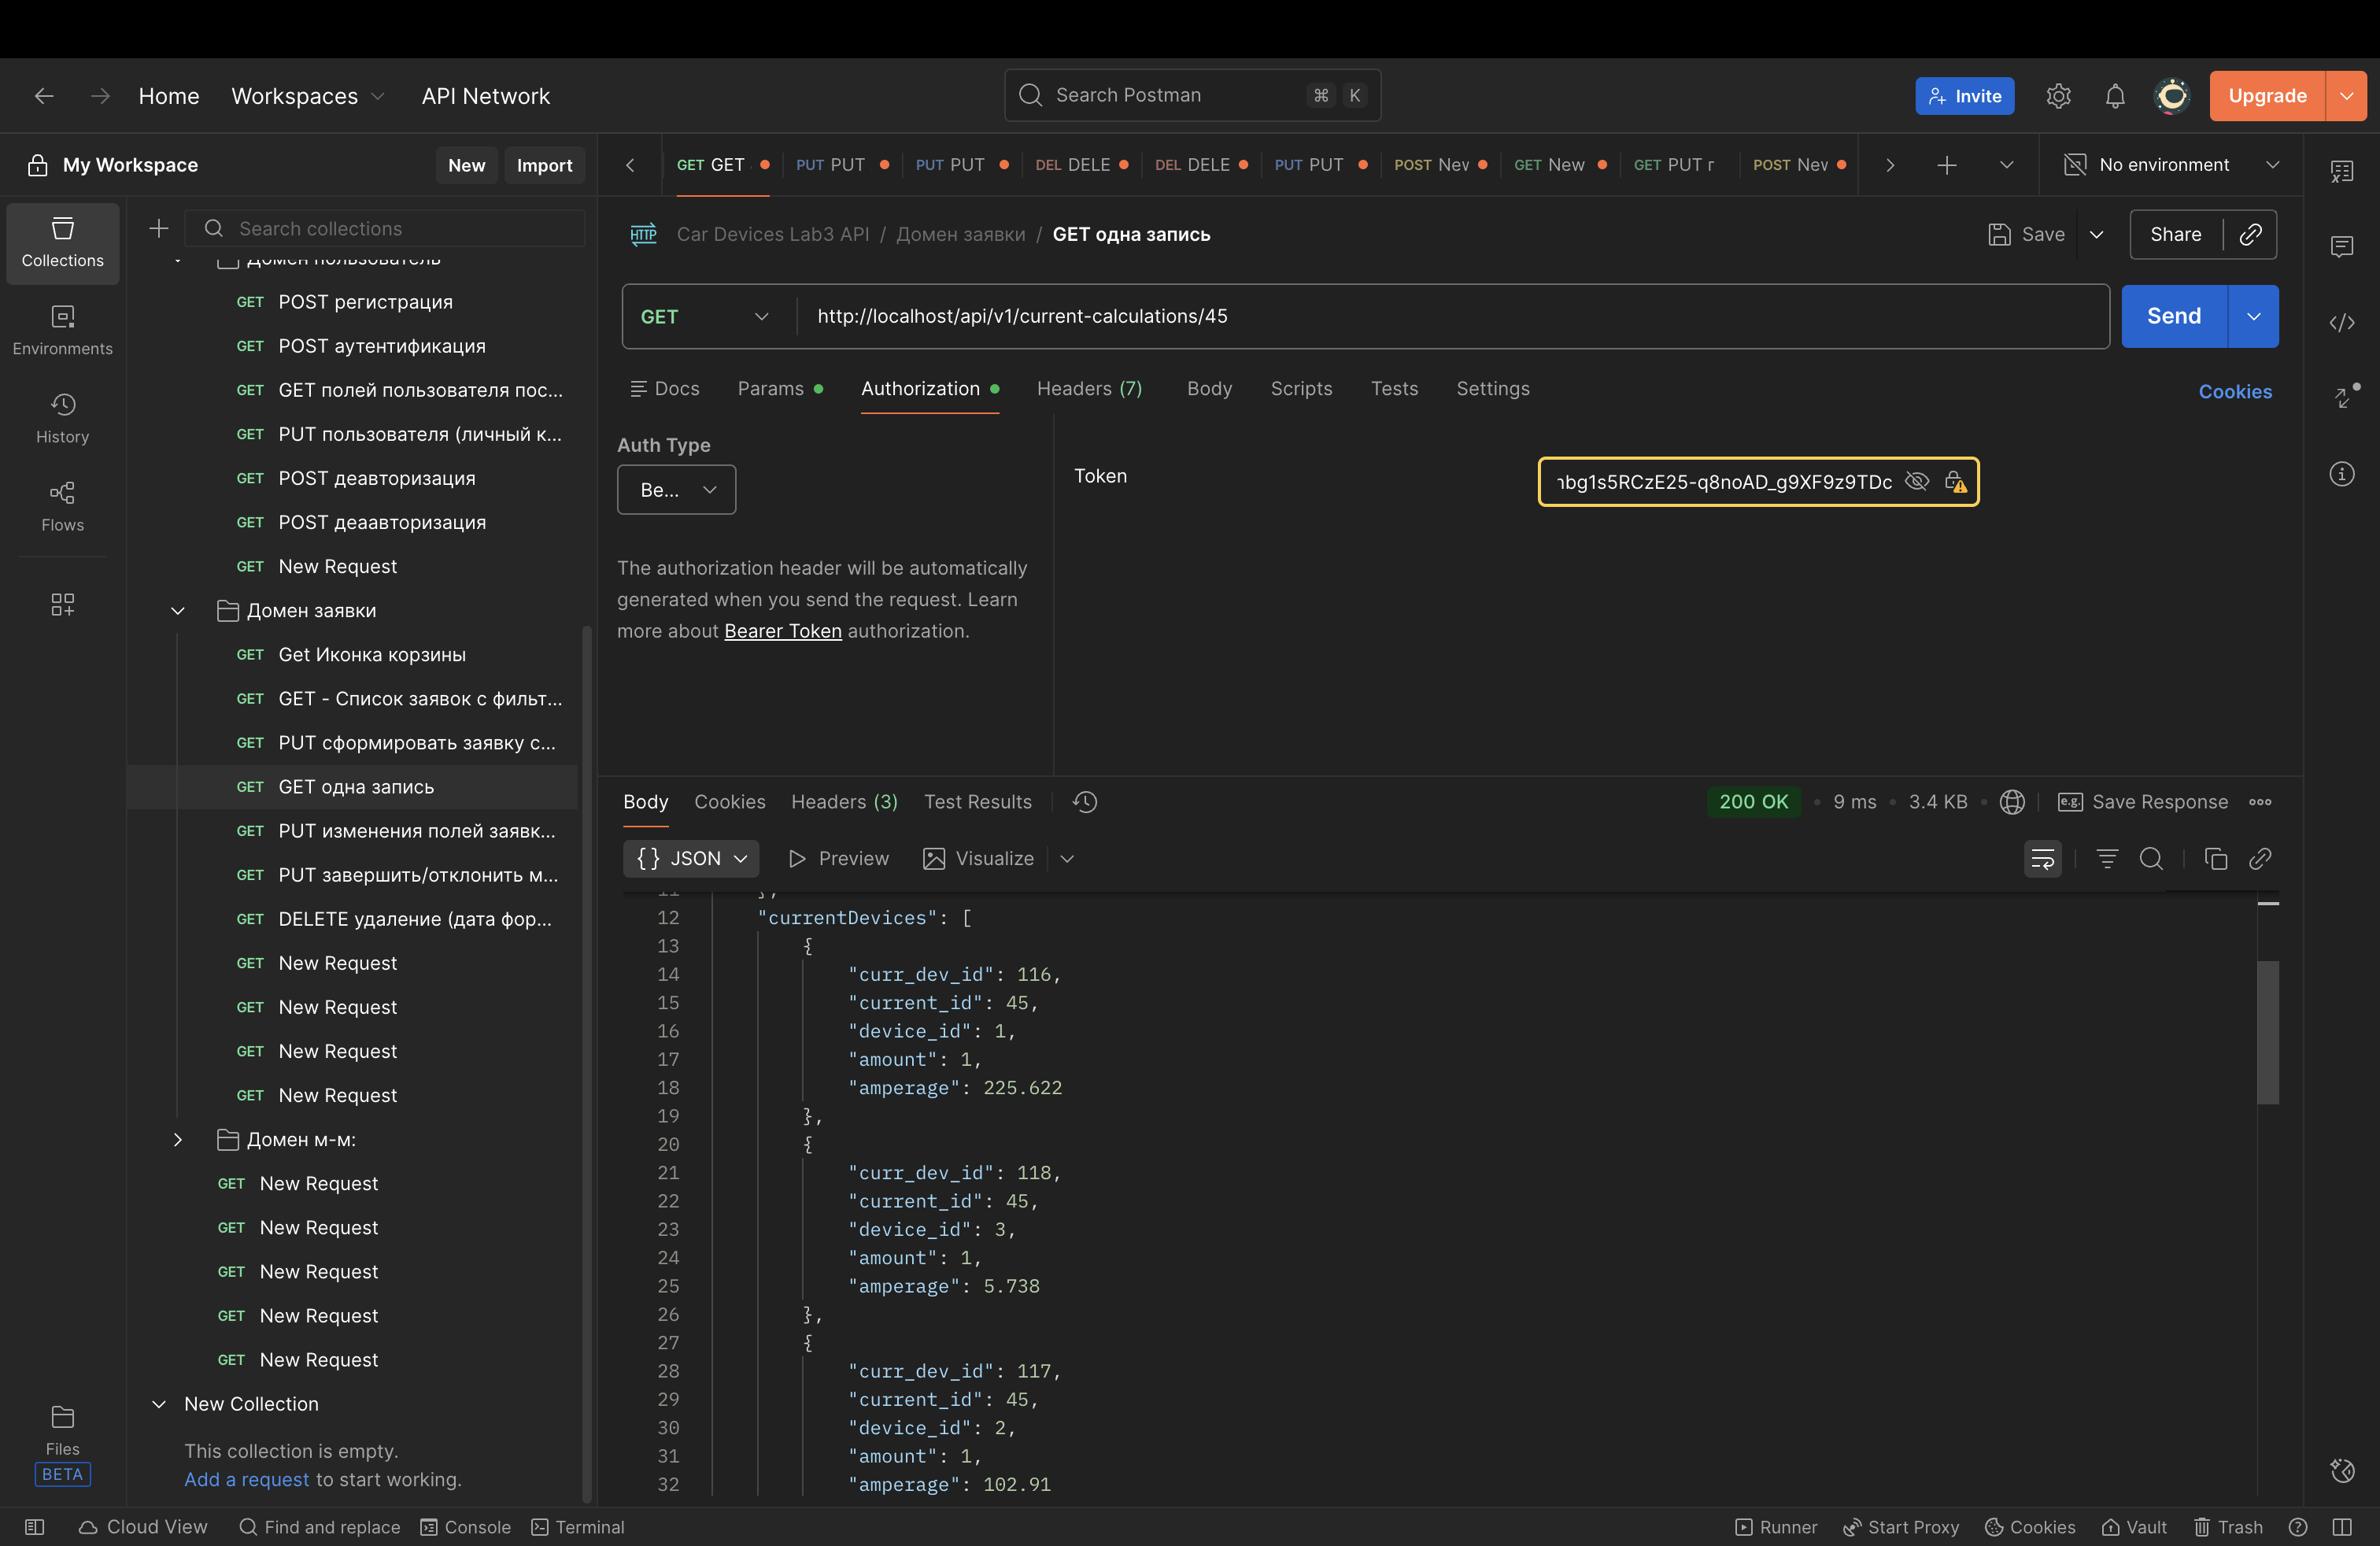 Home Workspaces API Network
Search Postman ⌘ K
Invite Upgrade
My Workspace New Import
GET GET PUT PUT PUT PUT DEL DELE DEL DELE PUT PUT POST Nev GET New GET PUT r POST Nev
No environment
Collections
Environments
History
Flows
Files
BETA
Search collections
Домен пользователь
GET POST регистрация
GET POST аутентификация
GET GET полей пользователя пос...
GET PUT пользователя (личный к...
GET POST деавторизация
GET POST деаавторизация
GET New Request
Домен заявки
GET Get Иконка корзины
GET GET - Список заявок с фильт...
GET PUT сформировать заявку с...
GET GET одна запись
GET PUT изменения полей заявк...
GET PUT завершить/отклонить м...
GET DELETE удаление (дата фор...
GET New Request
GET New Request
GET New Request
GET New Request
Домен м-м:
GET New Request
GET New Request
GET New Request
GET New Request
GET New Request
New Collection
This collection is empty.
Add a request to start working.
HTTP Car Devices Lab3 API / Домен заявки / GET одна запись
Save Share
GET http://localhost/api/v1/current-calculations/45
Send
Docs Params Authorization Headers (7) Body Scripts Tests Settings
Cookies
Auth Type
Be...
The authorization header will be automatically
generated when you send the request. Learn
more about Bearer Token authorization.
Token
bg1s5RCzE25-q8noAD_g9XF9z9TDc
Body Cookies Headers (3) Test Results
200 OK • 9 ms • 3.4 KB • e.g. Save Response
{} JSON Preview Visualize
11 },
12 "currentDevices": [
13 {
14 "curr_dev_id": 116,
15 "current_id": 45,
16 "device_id": 1,
17 "amount": 1,
18 "amperage": 225.622
19 },
20 {
21 "curr_dev_id": 118,
22 "current_id": 45,
23 "device_id": 3,
24 "amount": 1,
25 "amperage": 5.738
26 },
27 {
28 "curr_dev_id": 117,
29 "current_id": 45,
30 "device_id": 2,
31 "amount": 1,
32 "amperage": 102.91
Cloud View Find and replace Console Terminal
Runner Start Proxy Cookies Vault Trash